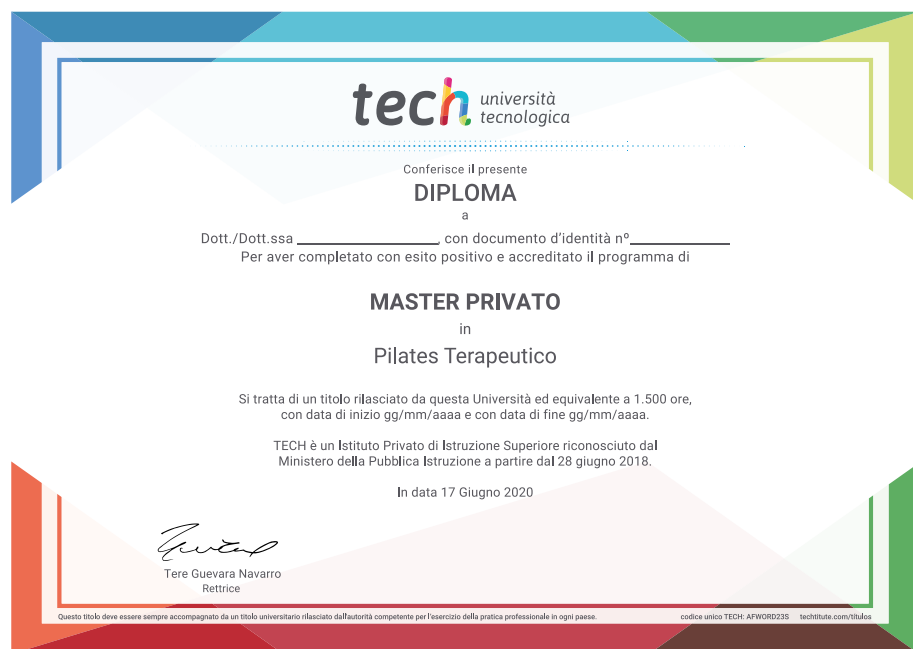 tech università
tecnologica
Conferisce il presente
DIPLOMA
a
Dott./Dott.ssa ________________, con documento d'identità nº____________
Per aver completato con esito positivo e accreditato il programma di
MASTER PRIVATO
in
Pilates Terapeutico
Si tratta di un titolo rilasciato da questa Università ed equivalente a 1.500 ore,
con data di inizio gg/mm/aaaa e con data di fine gg/mm/aaaa.
TECH è un Istituto Privato di Istruzione Superiore riconosciuto dal
Ministero della Pubblica Istruzione a partire dal 28 giugno 2018.
In data 17 Giugno 2020
Tere Guevara Navarro
Rettrice
Questo titolo deve essere sempre accompagnato da un titolo universitario rilasciato dall'autorità competente per l'esercizio della pratica professionale in ogni paese. codice unico TECH: AFWORD23S techtitute.com/titulos